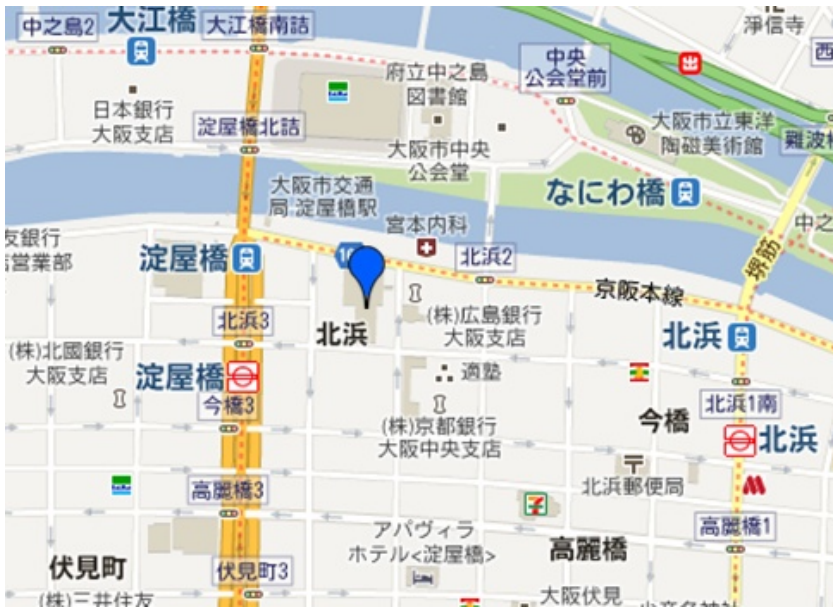 中之島2
大江橋
大江橋南詰
淨信寺
中央
公会堂前
出
西
府立中之島
図書館
日本銀行
大阪支店
淀屋橋北詰
大阪市立東洋
陶磁美術館
難波橋
大阪市中央
公会堂
大阪市交通
局 淀屋橋駅
なにわ橋
宮本内科
中之
友銀行
営業部
淀屋橋
16
北浜2
堺筋
京阪本線
北浜3
北浜
(株)広島銀行
大阪支店
北浜
(株)北國銀行
大阪支店
淀屋橋
適塾
今橋3
今橋
北浜1南
(株)京都銀行
大阪中央支店
北浜
北浜郵便局
高麗橋3
7
高麗橋1
アパヴィラ
ホテル<淀屋橋>
高麗橋
伏見町
伏見町3
(株)三井住友
大阪伏見